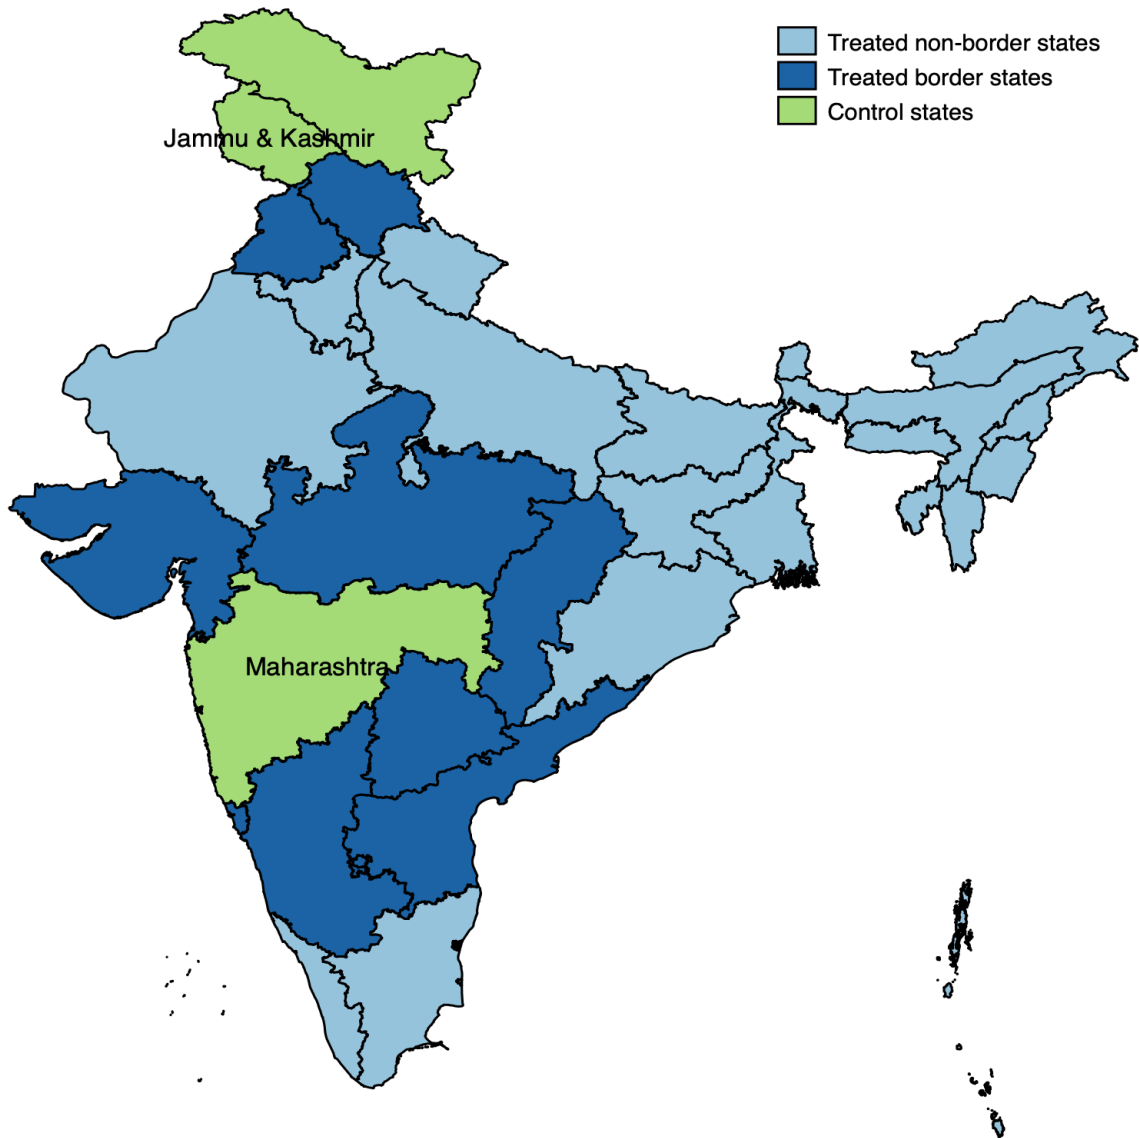 Treated non-border states
Treated border states
Control states
Jammu & Kashmir
Maharashtra